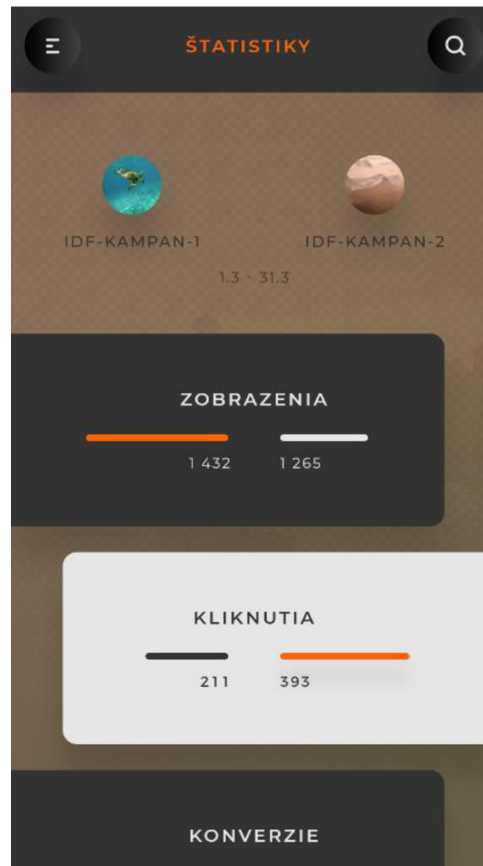 ŠTATISTIKY
IDF-KAMPAN-1 IDF-KAMPAN-2
1.3 - 31.3
ZOBRAZENIA
1 432 1 265
KLIKNUTIA
211 393
KONVERZIE